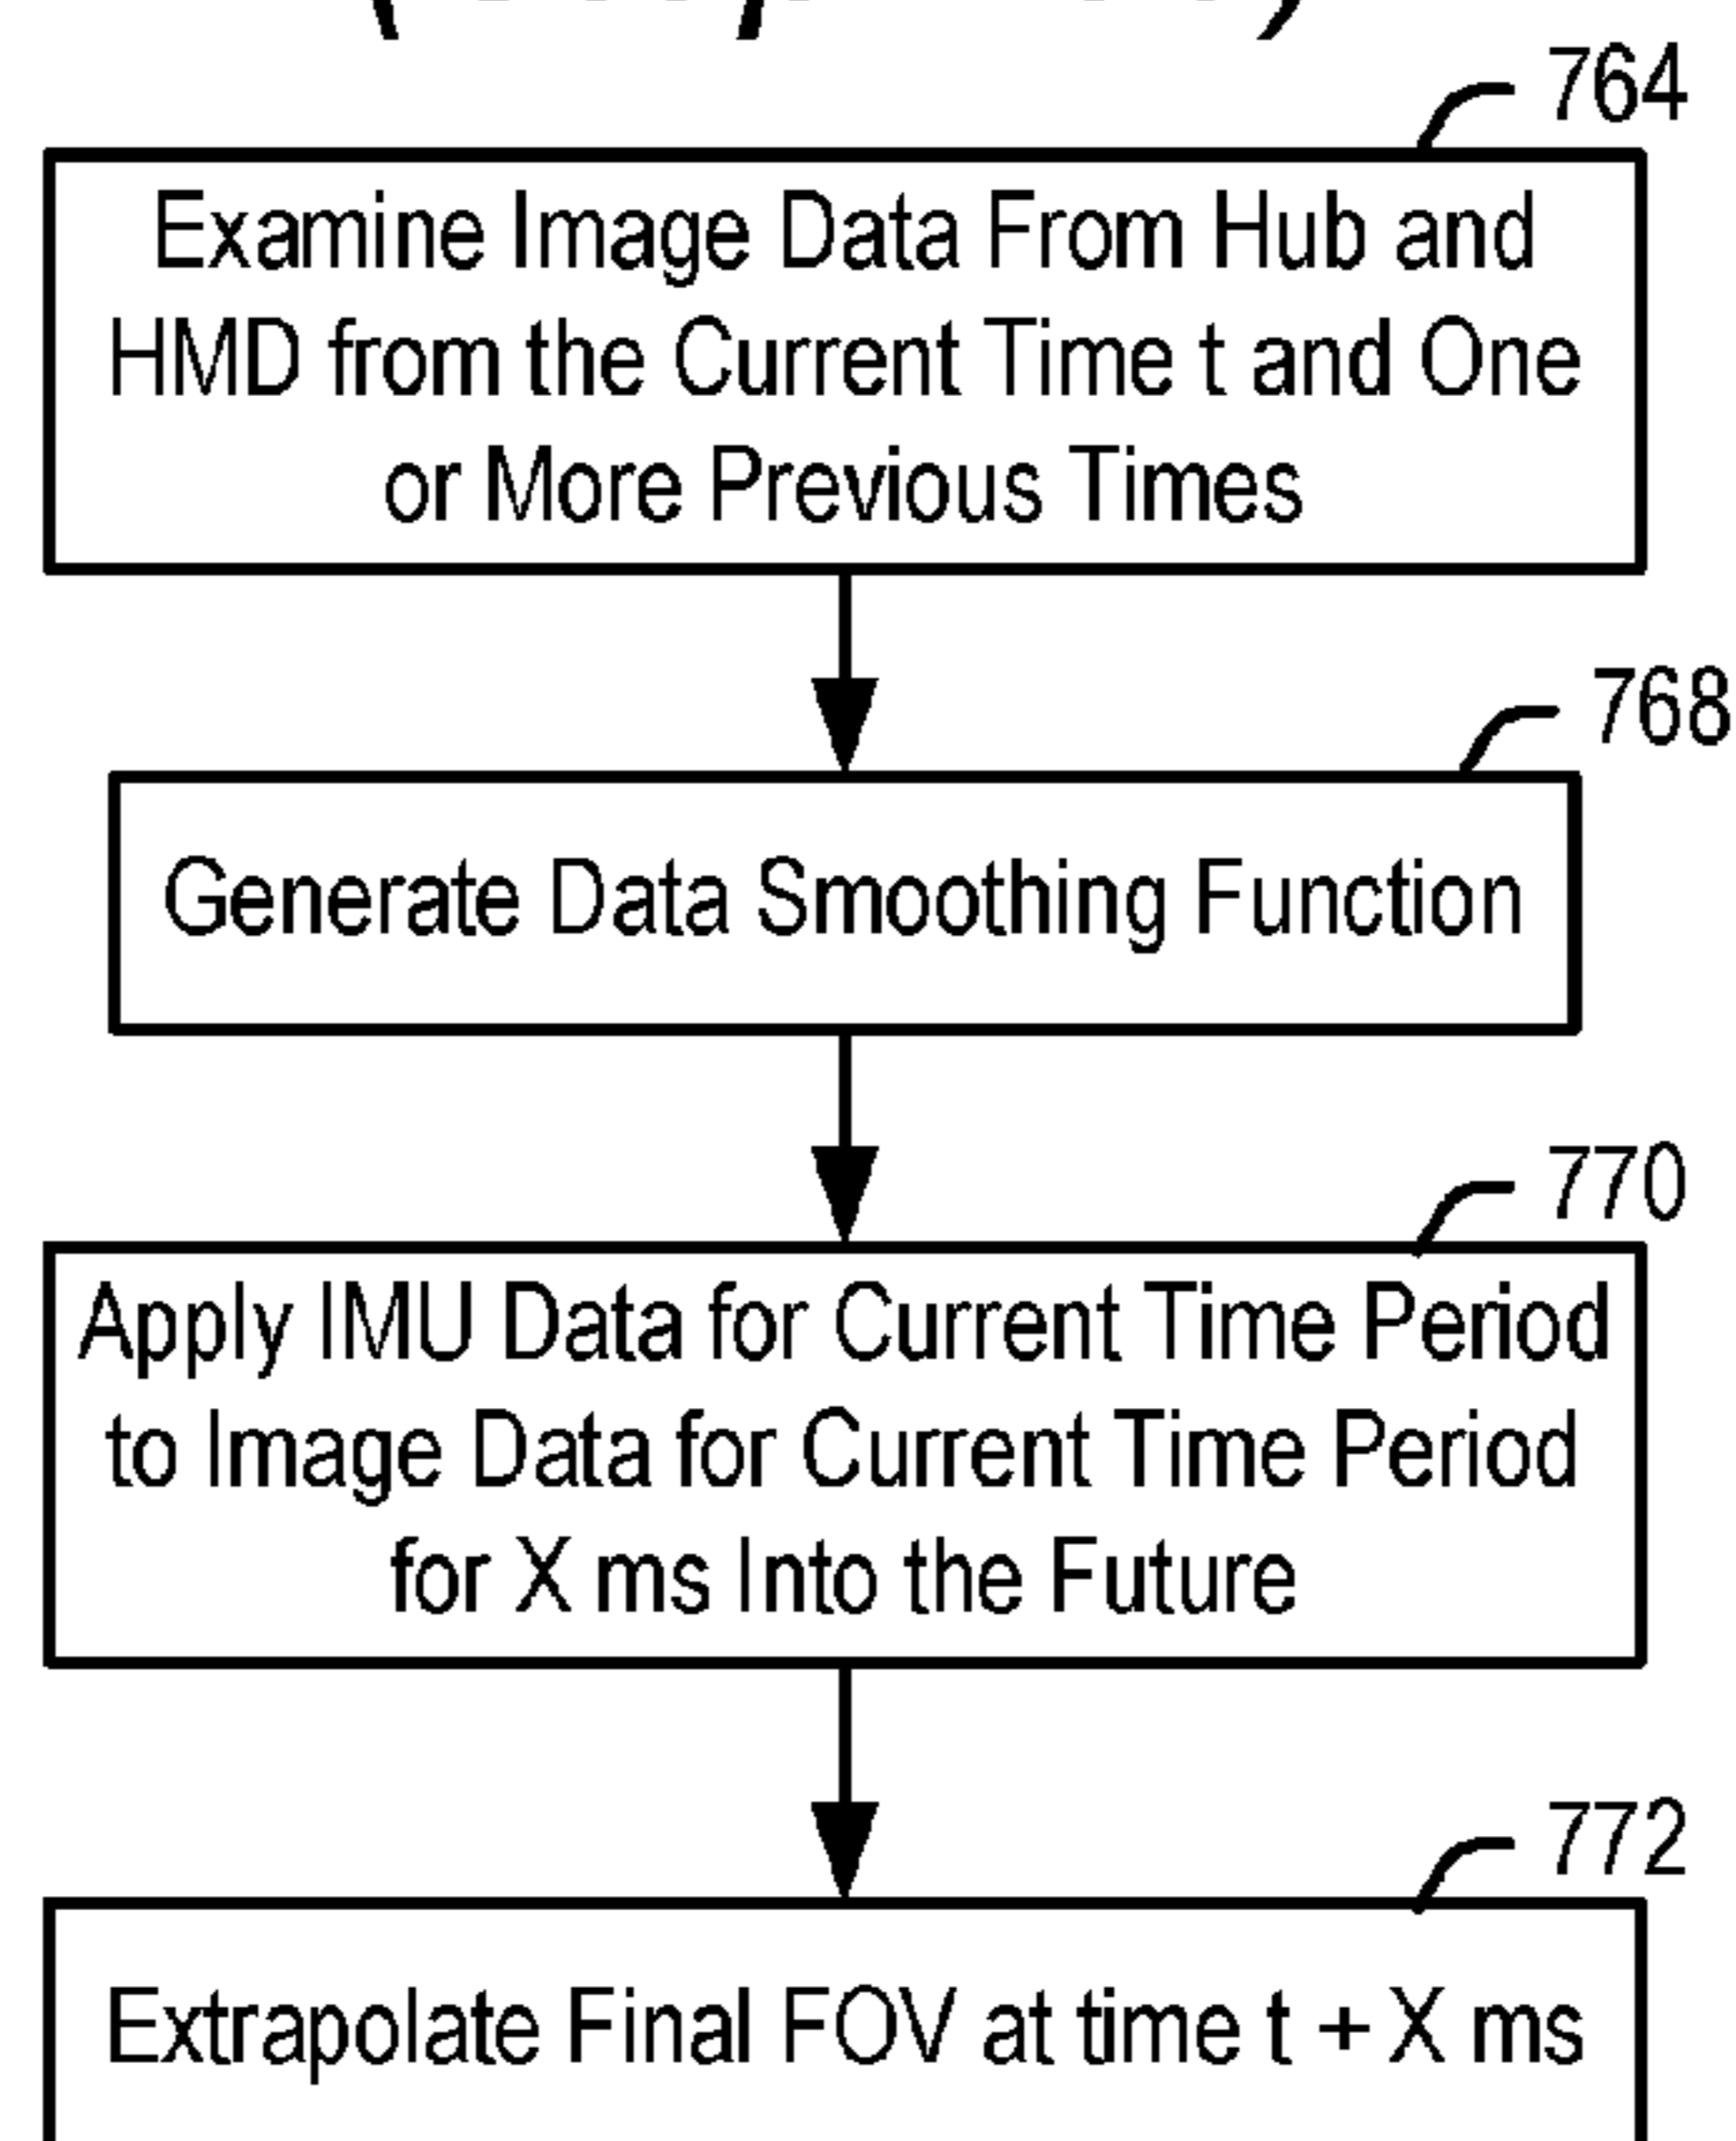 764
Examine Image Data From Hub and
HMD from the Current Time t and One
or More Previous Times
768
Generate Data Smoothing Function
770
Apply IMU Data for Current Time Period
to Image Data for Current Time Period
for X ms Into the Future
772
Extrapolate Final FOV at time t + X ms